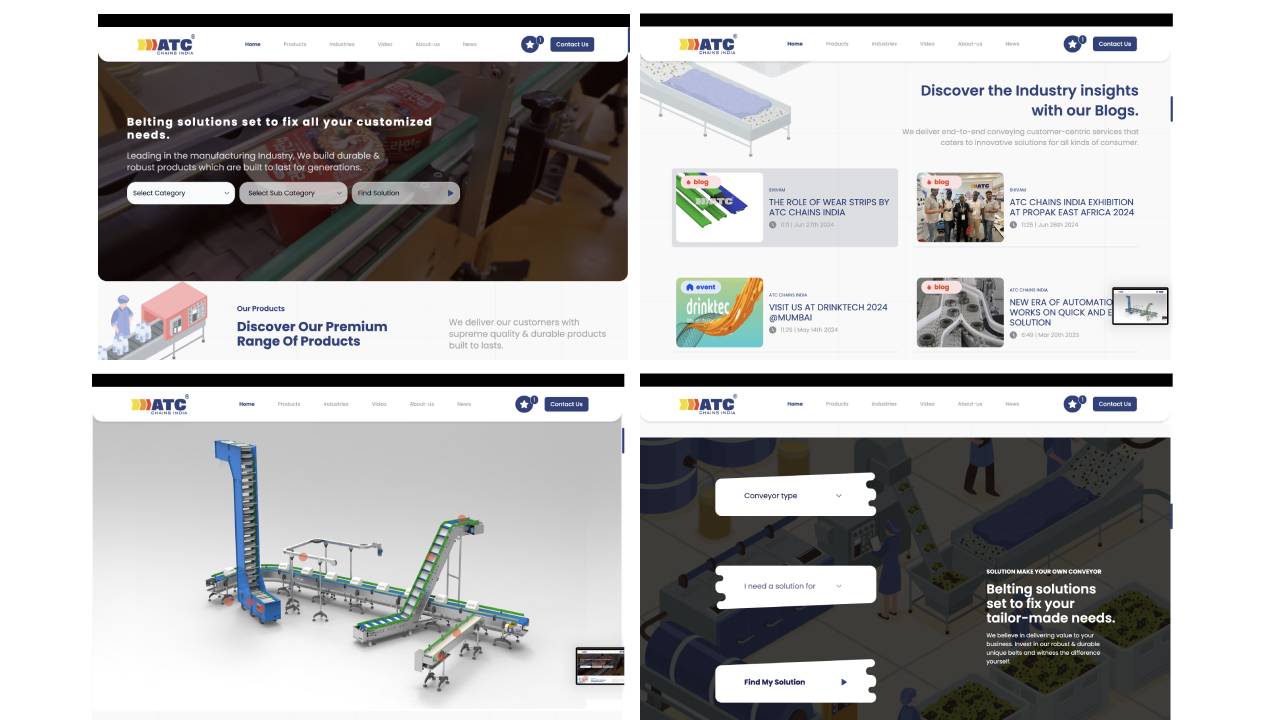 ATC
®
CHAINS INDIA
Home Products Industries Video About-us News
1
Contact Us
Belting solutions set to fix all your customized
needs.
Leading in the manufacturing Industry, We build durable &
robust products which are built to last for generations.
Select Category Select Sub Category Find Solution
Our Products
Discover Our Premium
Range Of Products
We deliver our customers with
supreme quality & durable products
built to lasts.
ATC
®
CHAINS INDIA
Home Products Industries Video About-us News
1
Contact Us
Discover the Industry insights
with our Blogs.
We deliver end-to-end conveying customer-centric services that
caters to innovative solutions for all kinds of consumer.
blog
ATC
SHIVAM
THE ROLE OF WEAR STRIPS BY
ATC CHAINS INDIA
Jun 27th 2024
blog
ATC
SHIVAM
ATC CHAINS INDIA EXHIBITION
AT PROPAK EAST AFRICA 2024
11:25 | Jun 26th 2024
event
drinktec
ATC CHAINS INDIA
VISIT US AT DRINKTECH 2024
@MUMBAI
11:26 | May 14th 2024
blog
ATC CHAINS INDIA
NEW ERA OF AUTOMATIO
WORKS ON QUICK AND E
SOLUTION
6:49 | Mar 20th 2023
ATC
®
CHAINS INDIA
Home Products Industries Video About-us News
1
Contact Us
ATC
®
CHAINS INDIA
Home Products Industries Video About-us News
1
Contact Us
Conveyor type
I need a solution for
Find My Solution
SOLUTION MAKE YOUR OWN CONVEYOR
Belting solutions
set to fix your
tailor-made needs.
We believe in delivering value to your
business. Invest in our robust & durable
unique belts and witness the difference
yourself.